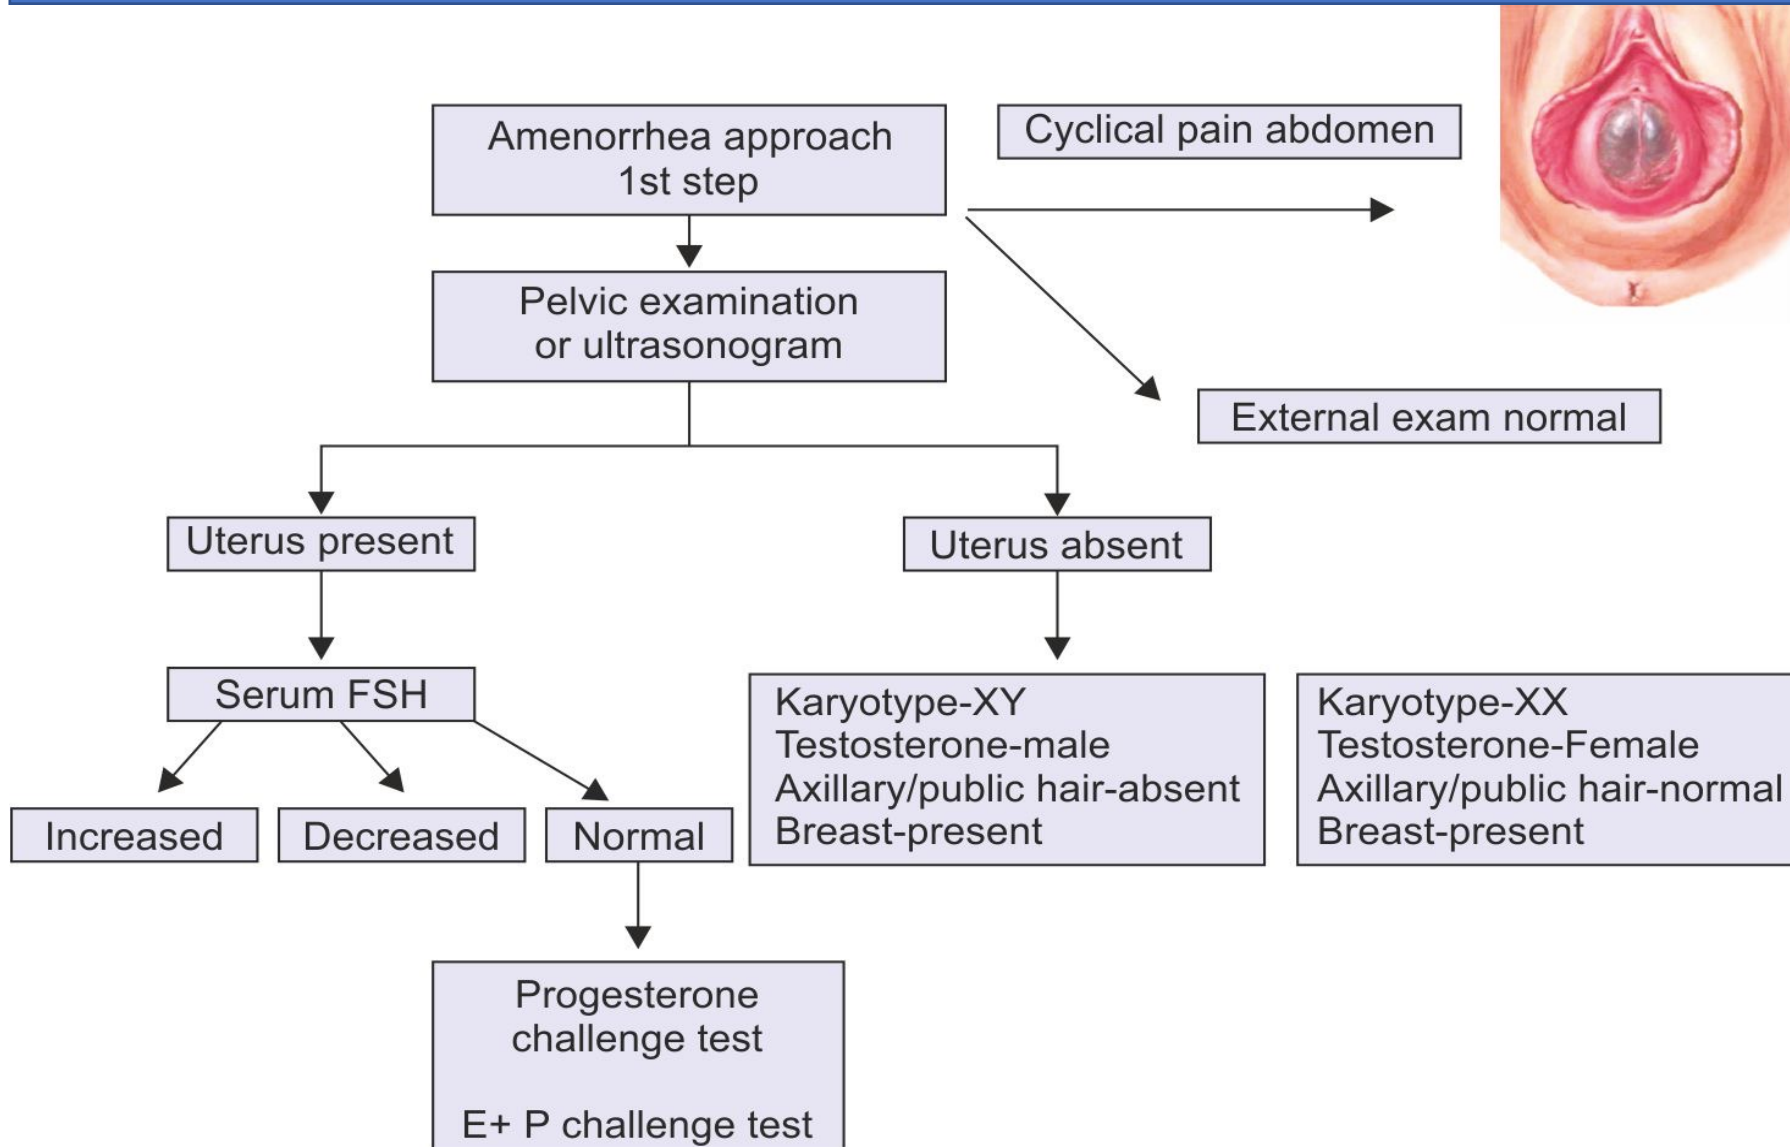 Amenorrhea approach
1st step
Cyclical pain abdomen
Pelvic examination
or ultrasonogram
External exam normal
Uterus present
Uterus absent
Serum FSH
Increased
Decreased
Normal
Karyotype-XY
Testosterone-male
Axillary/public hair-absent
Breast-present
Karyotype-XX
Testosterone-Female
Axillary/public hair-normal
Breast-present
Progesterone
challenge test
E+ P challenge test